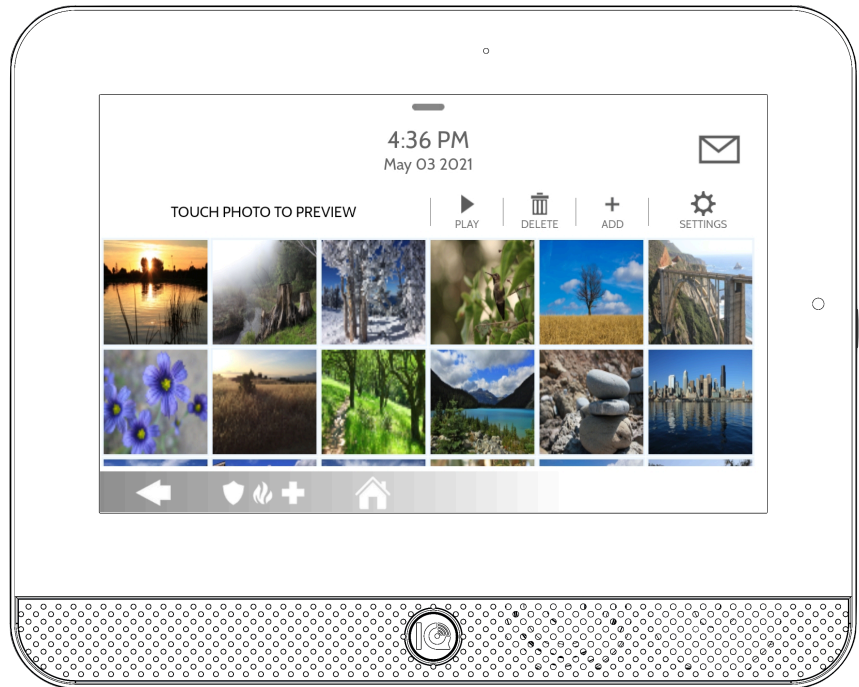 4:36 PM
May 03 2021
TOUCH PHOTO TO PREVIEW
PLAY
DELETE
ADD
SETTINGS